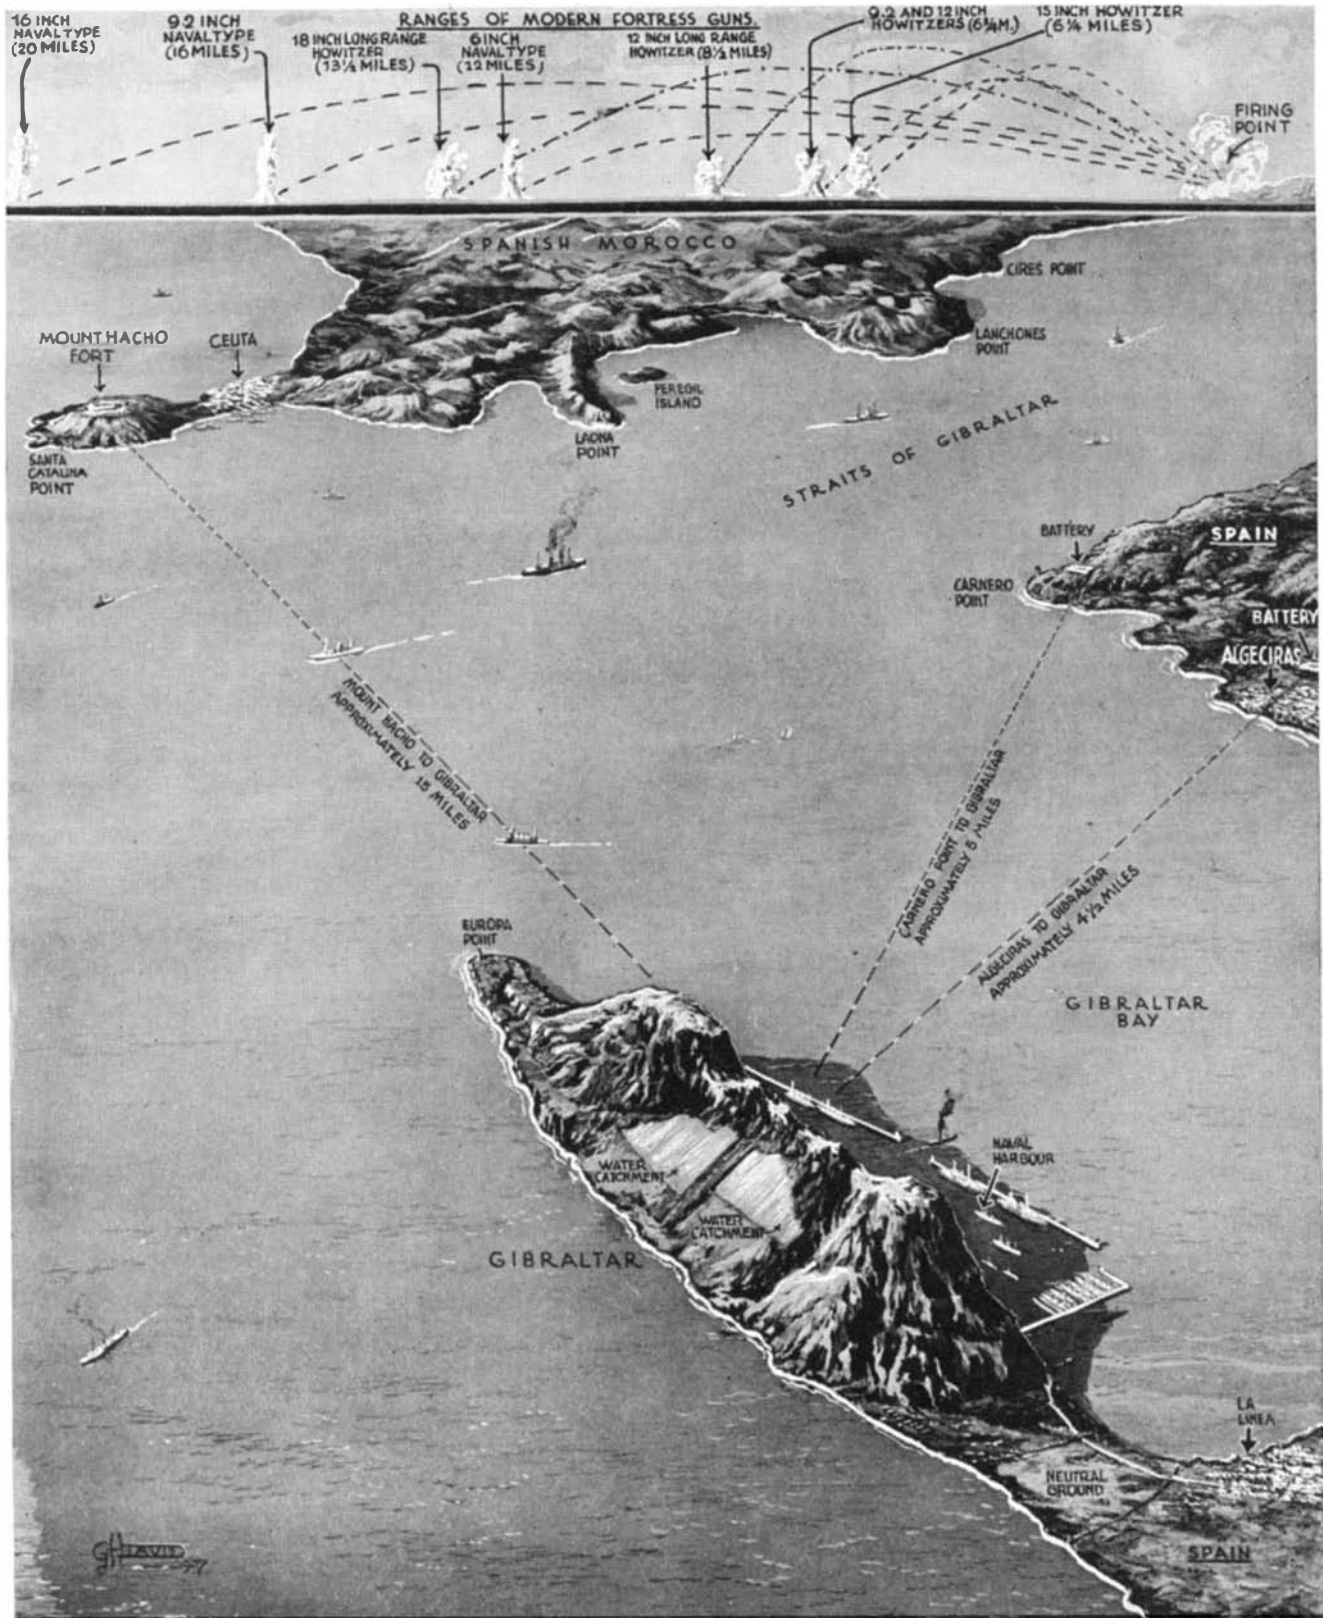 RANGES OF MODERN FORTRESS GUNS.
16 INCH
NAVAL TYPE
(20 MILES)
9.2 INCH
NAVAL TYPE
(16 MILES)
18 INCH LONG RANGE
HOWITZER
(13½ MILES)
6 INCH
NAVAL TYPE
(12 MILES)
12 INCH LONG RANGE
HOWITZER (8½ MILES)
9.2 AND 12 INCH
HOWITZERS (6¾M.)
15 INCH HOWITZER
(6¼ MILES)
FIRING
POINT
SPANISH MOROCCO
CIRES POINT
MOUNT HACHO
FORT
CEUTA
LANCHONES
POINT
PEREGIL
ISLAND
LAONA
POINT
SANTA
CATALINA
POINT
STRAITS OF GIBRALTAR
BATTERY
SPAIN
CARNERO
POINT
BATTERY
ALGECIRAS
MOUNT HACHO TO GIBRALTAR
APPROXIMATELY 15 MILES
CARNERO POINT TO GIBRALTAR
APPROXIMATELY 5 MILES
ALGECIRAS TO GIBRALTAR
APPROXIMATELY 4½ MILES
EUROPA
POINT
GIBRALTAR
BAY
NAVAL
HARBOUR
WATER
CATCHMENT
WATER
CATCHMENT
GIBRALTAR
LA
LINEA
NEUTRAL
GROUND
SPAIN
GHDAVIS